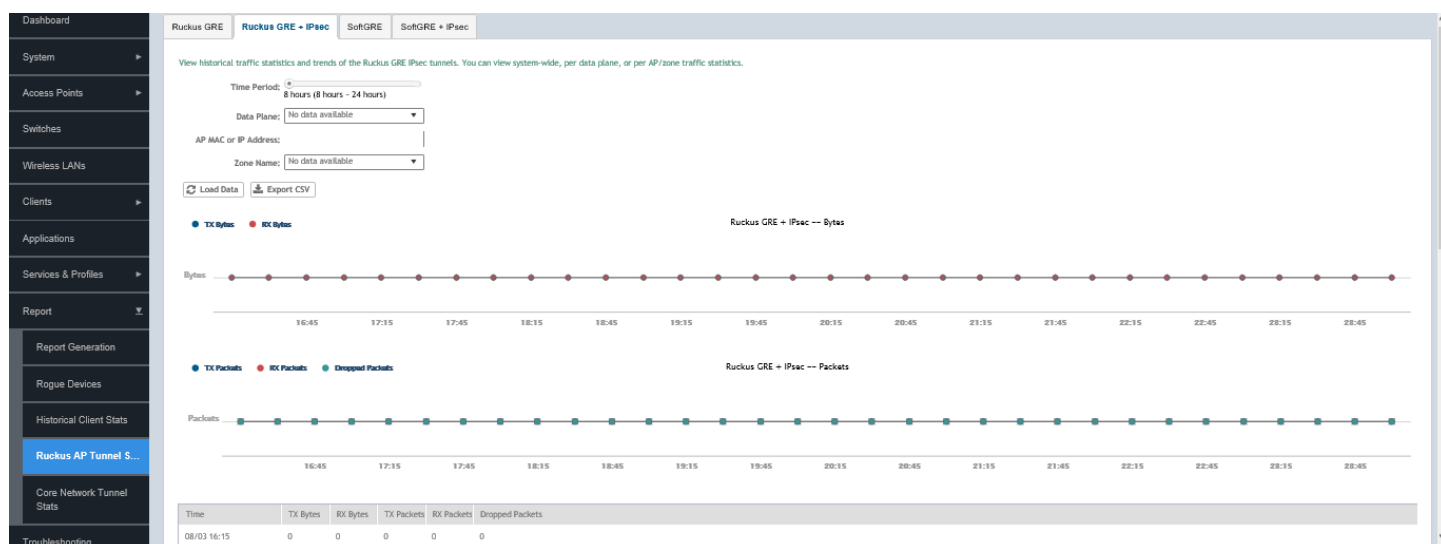 Dashboard
System
Access Points
Switches
Wireless LANs
Clients
Applications
Services & Profiles
Report
Report Generation
Rogue Devices
Historical Client Stats
Ruckus AP Tunnel S...
Core Network Tunnel
Stats
Troubleshooting
Ruckus GRE Ruckus GRE + IPsec SoftGRE SoftGRE + IPsec
View historical traffic statistics and trends of the Ruckus GRE IPsec tunnels. You can view system-wide, per data plane, or per AP/zone traffic statistics.
Time Period:
8 hours (8 hours - 24 hours)
Data Plane: No data available
AP MAC or IP Address:
Zone Name: No data available
Load Data Export CSV
TX Bytes RX Bytes Ruckus GRE + IPsec -- Bytes
Bytes
16:45 17:15 17:45 18:15 18:45 19:15 19:45 20:15 20:45 21:15 21:45 22:15 22:45 28:15 28:45
TX Packets RX Packets Dropped Packets Ruckus GRE + IPsec -- Packets
Packets
16:45 17:15 17:45 18:15 18:45 19:15 19:45 20:15 20:45 21:15 21:45 22:15 22:45 28:15 28:45
Time TX Bytes RX Bytes TX Packets RX Packets Dropped Packets
08/03 16:15 0 0 0 0 0